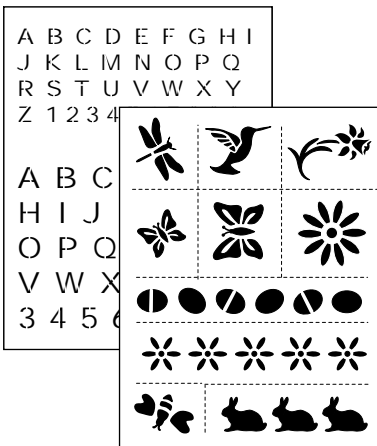 A B C D E F G H I
J K L M N O P Q
R S T U V W X Y
Z 1 2 3 4
A B C
H I J
O P Q
V W X
3 4 5